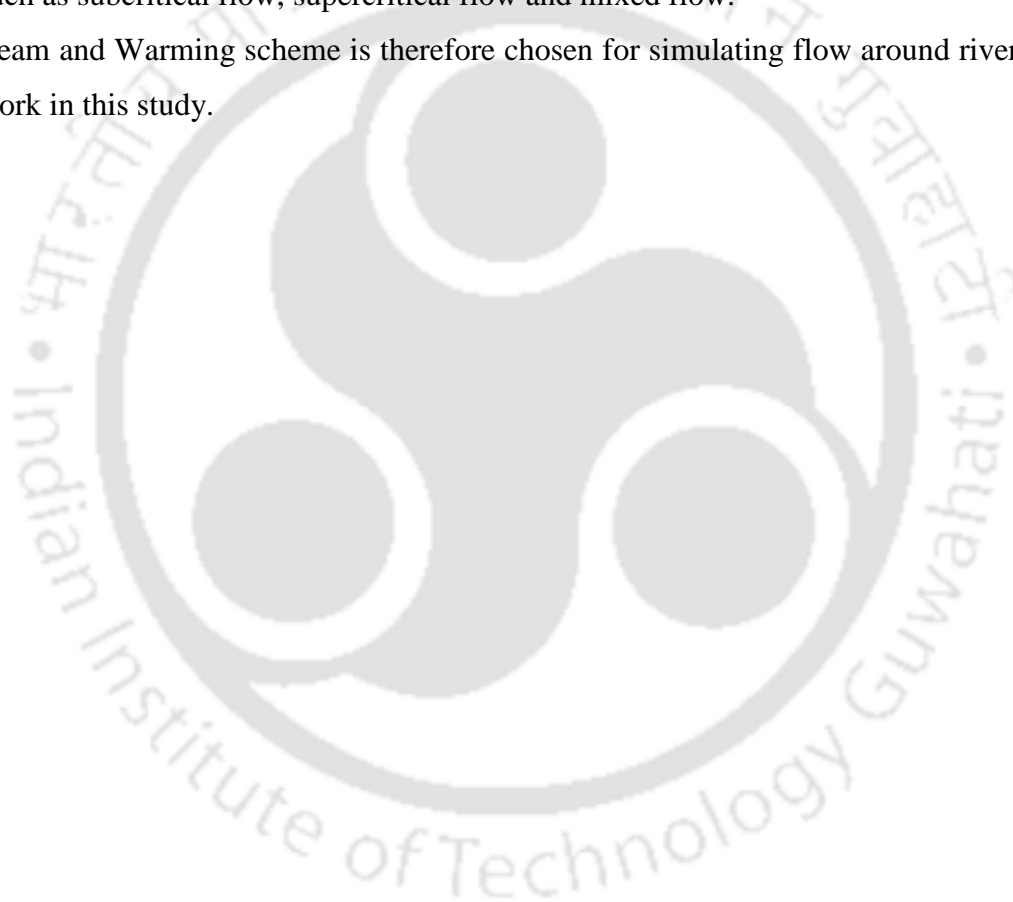 such as subcritical flow, supercritical flow and mixed flow.
eam and Warming scheme is therefore chosen for simulating flow around river
ork in this study.
Indian Institute of Technology Guwahati